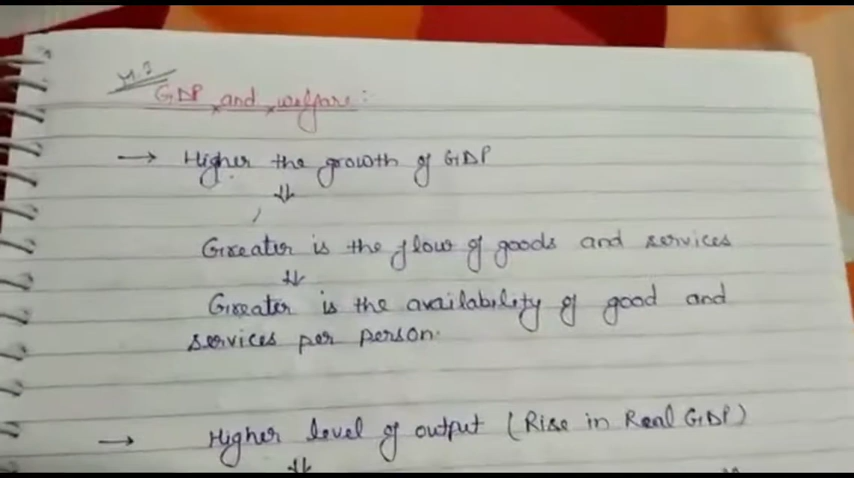 GDP and welfare:
→ Higher the growth of GDP
⇓
Greater is the flow of goods and services
⇓
Greater is the availability of good and
services per person.
→ Higher level of output (Rise in Real GDP)
⇓